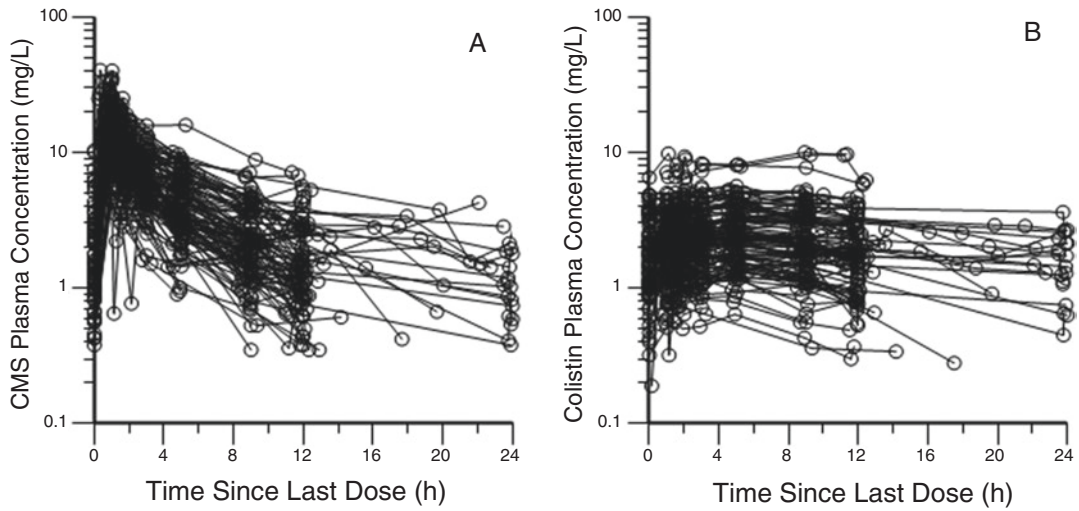 A
CMS Plasma Concentration (mg/L)
100
10
1
0.1
0 4 8 12 16 20 24
Time Since Last Dose (h)
B
Colistin Plasma Concentration (mg/L)
100
10
1
0.1
0 4 8 12 16 20 24
Time Since Last Dose (h)